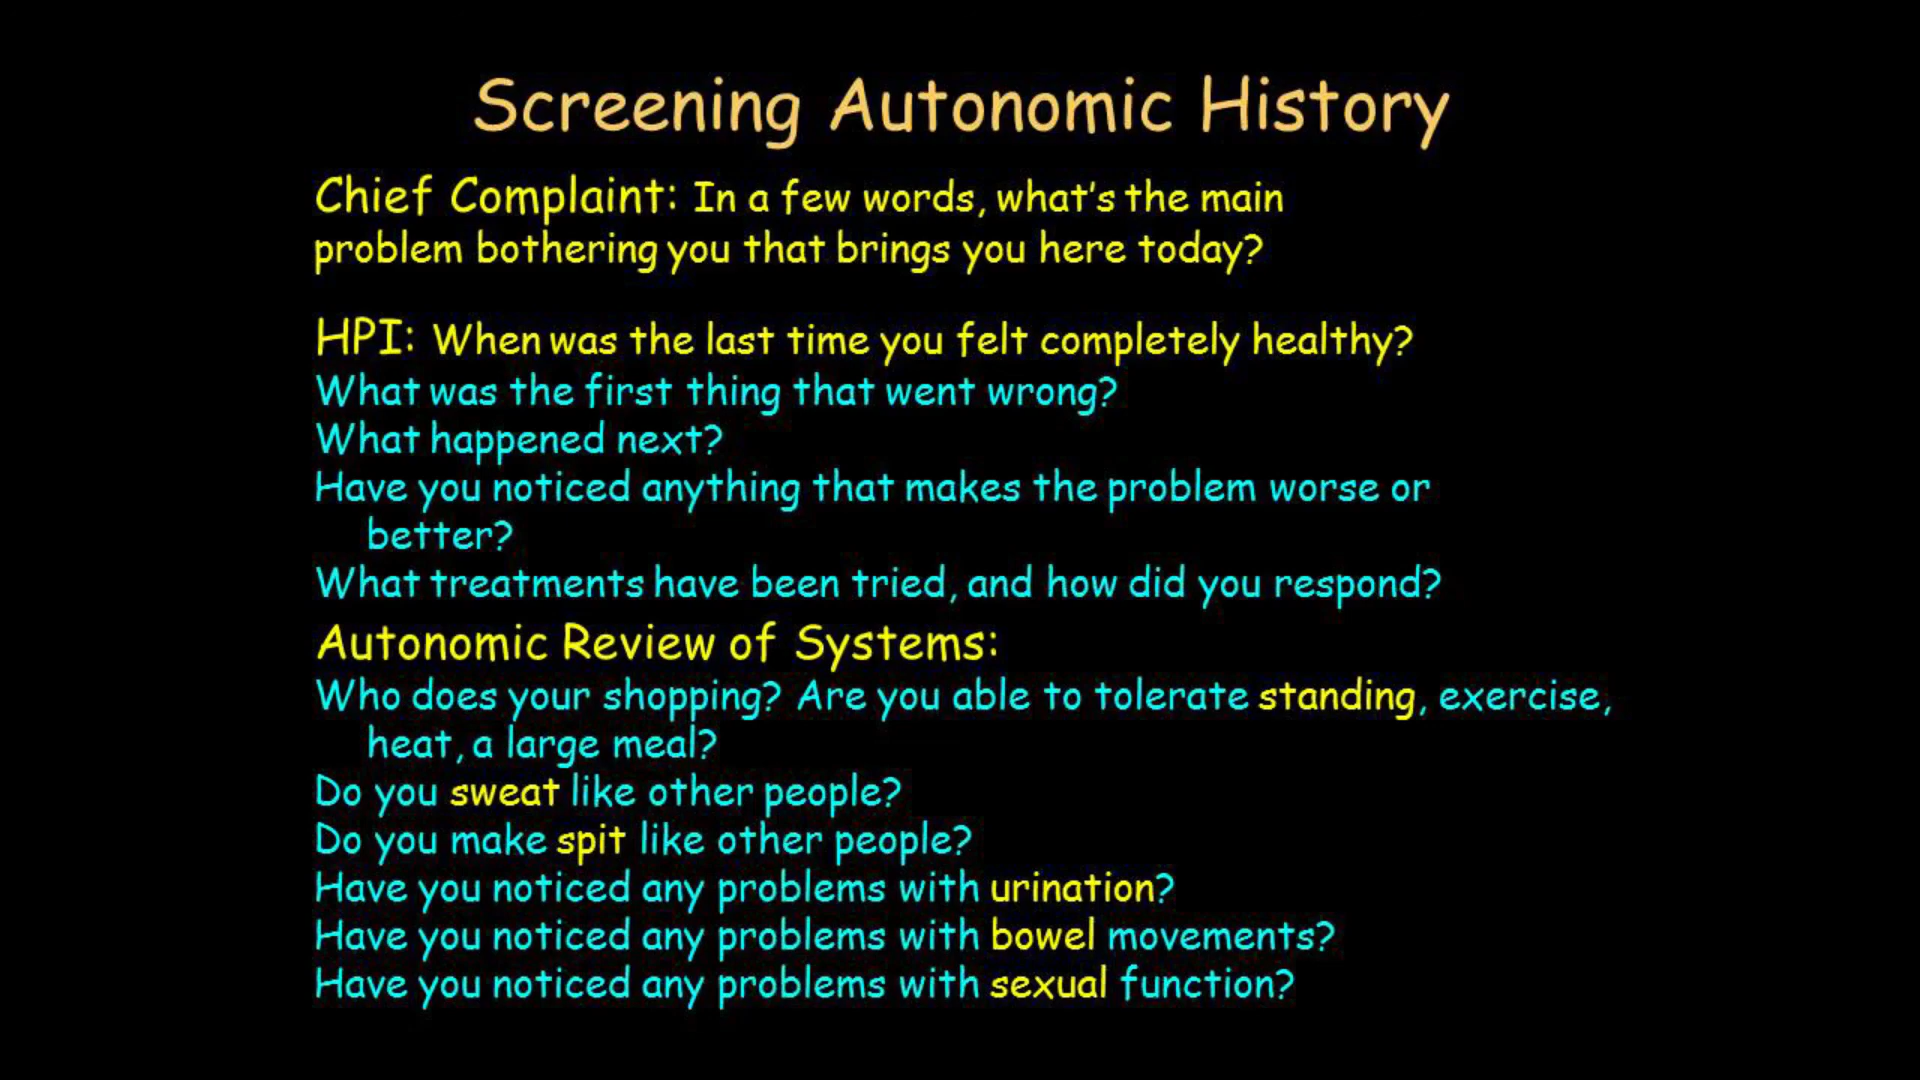 Screening Autonomic History
Chief Complaint: In a few words, what's the main
problem bothering you that brings you here today?
HPI: When was the last time you felt completely healthy?
What was the first thing that went wrong?
What happened next?
Have you noticed anything that makes the problem worse or
better?
What treatments have been tried, and how did you respond?
Autonomic Review of Systems:
Who does your shopping? Are you able to tolerate standing, exercise,
heat, a large meal?
Do you sweat like other people?
Do you make spit like other people?
Have you noticed any problems with urination?
Have you noticed any problems with bowel movements?
Have you noticed any problems with sexual function?